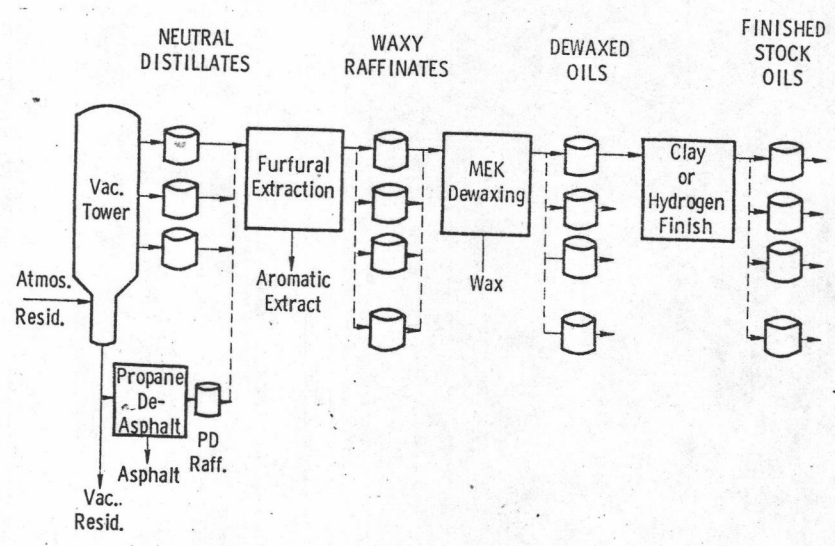 NEUTRAL
DISTILLATES
WAXY
RAFFINATES
DEWAXED
OILS
FINISHED
STOCK
OILS
Vac.
Tower
Furfural
Extraction
MEK
Dewaxing
Clay
or
Hydrogen
Finish
Atmos.
Resid.
Aromatic
Extract
Wax
Propane
De-
Asphalt
PD
Raff.
Asphalt
Vac.
Resid.